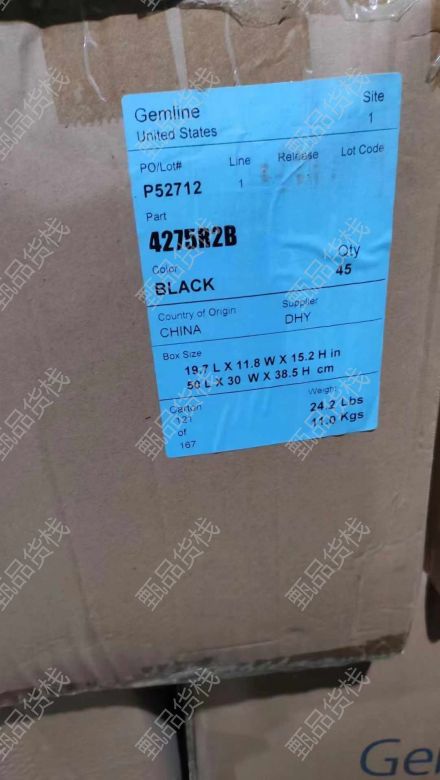 Gemline
United States
Site
1
PO/Lot#
P52712
Line
1
Release
Lot Code
Part
4275R2B
Color
BLACK
Qty
45
Country of Origin
CHINA
Supplier
DHY
Box Size
19.7 L X 11.8 W X 15.2 H in
50 L X 30 W X 38.5 H cm
Carton
121
of
167
Weight
24.2 Lbs
11.0 Kgs
Ge
甄品货栈